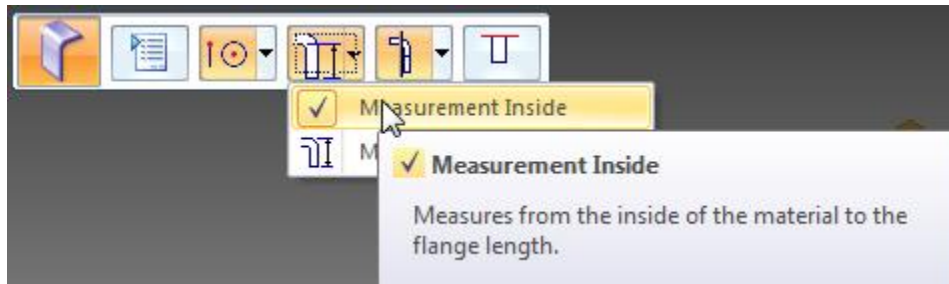 Measurement Inside
M
Measurement Inside
Measures from the inside of the material to the
flange length.